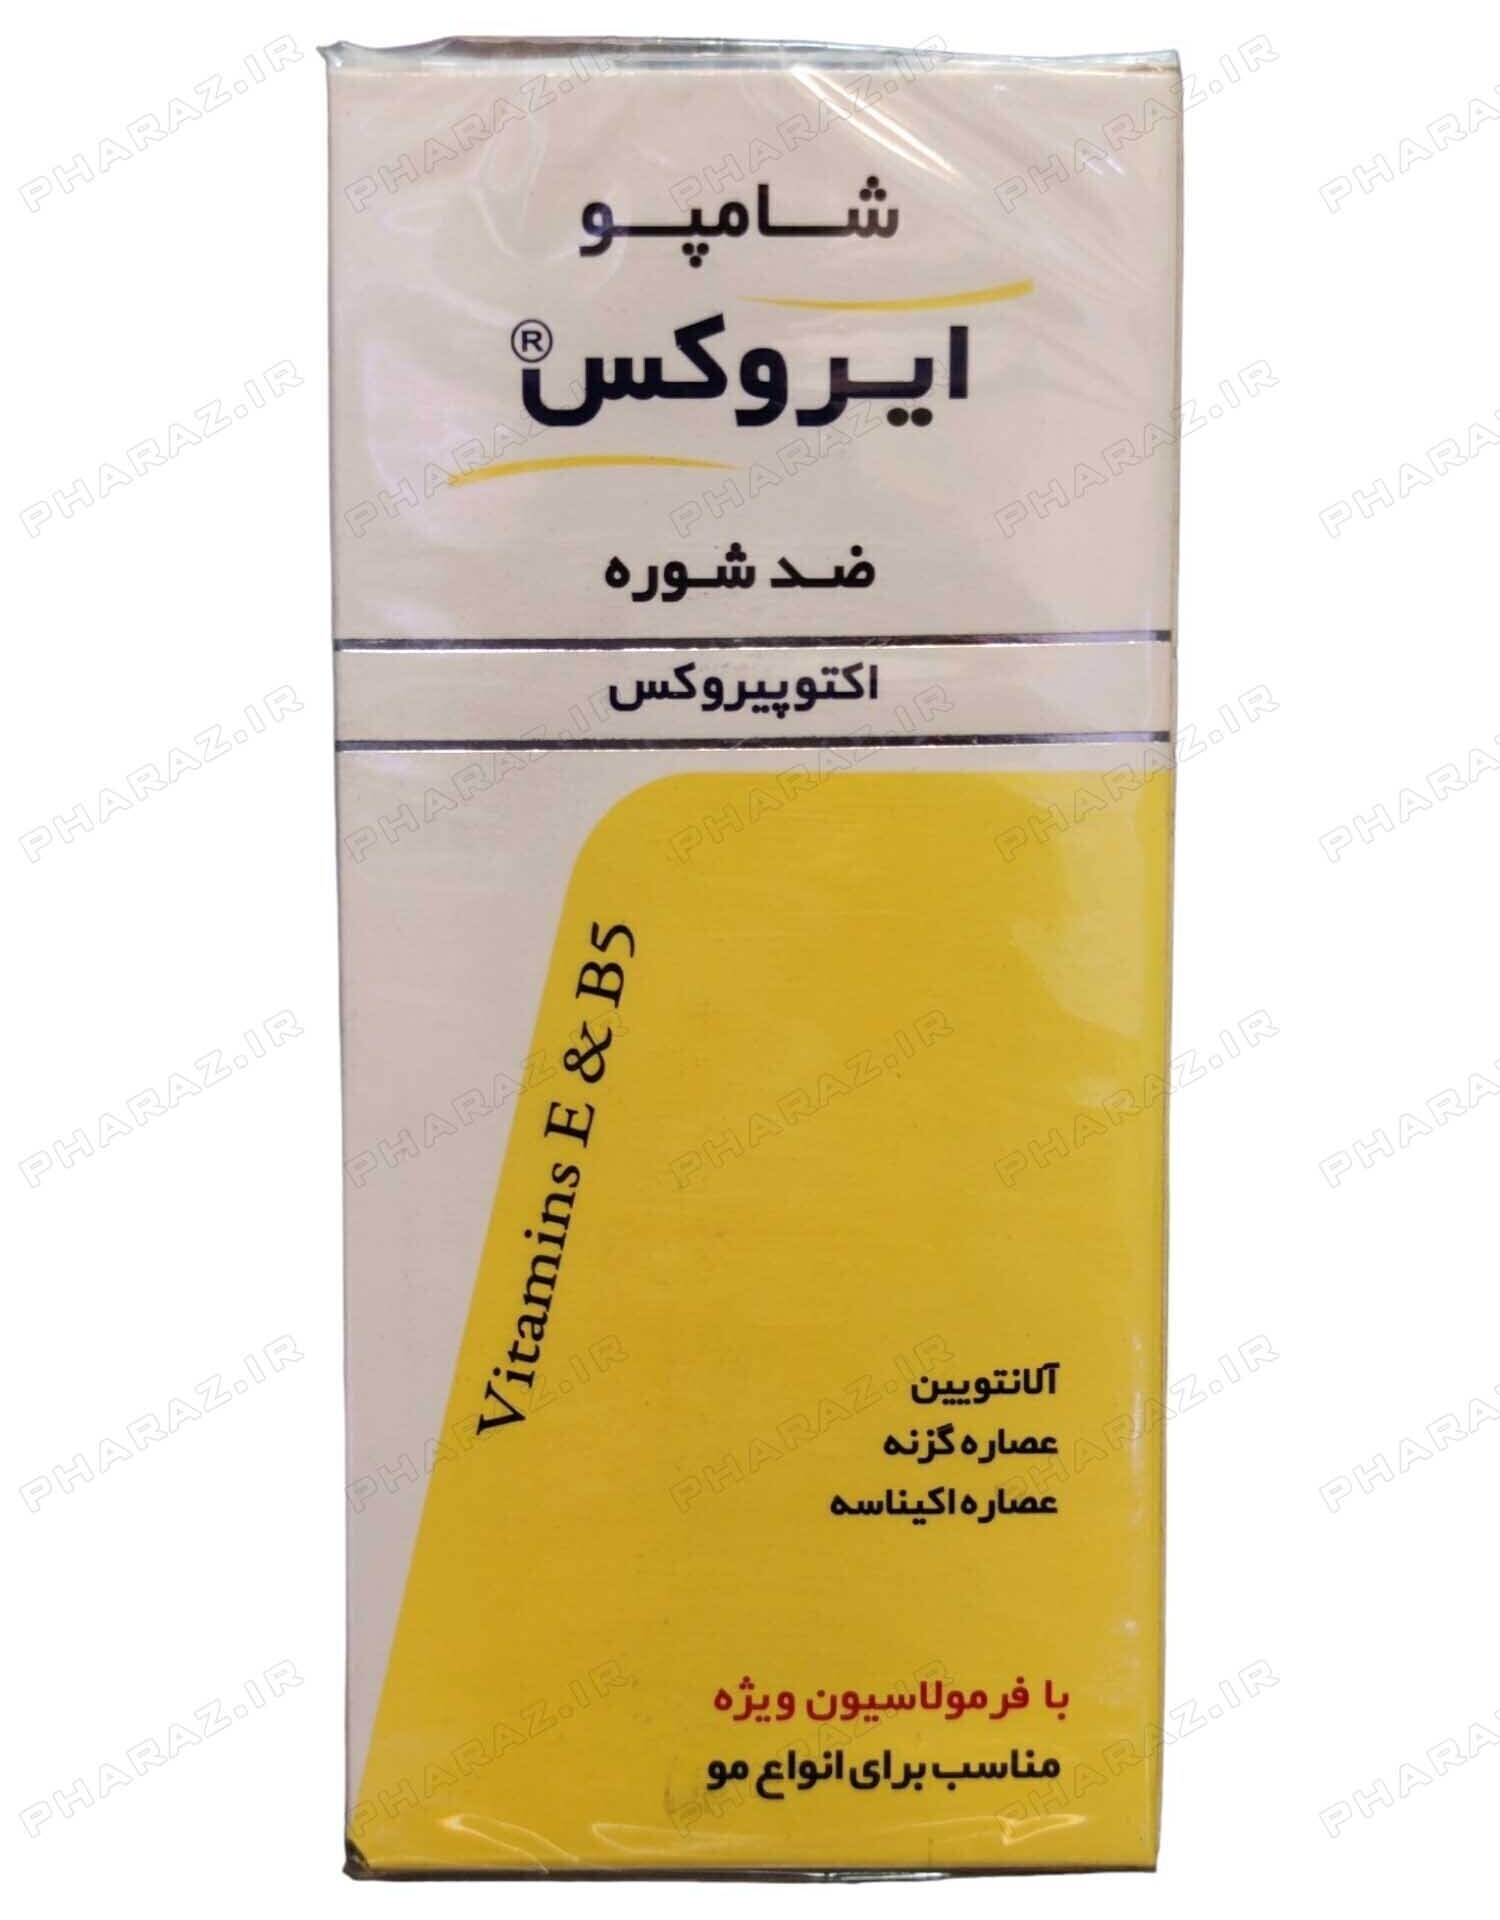 شامپو
ایروکس®
ضد شوره
اکتوپیروکس
Vitamins E & B5
آلانتویین
عصاره گزنه
عصاره اکیناسه
با فرمولاسیون ویژه
مناسب برای انواع مو
PHARAZ.IR